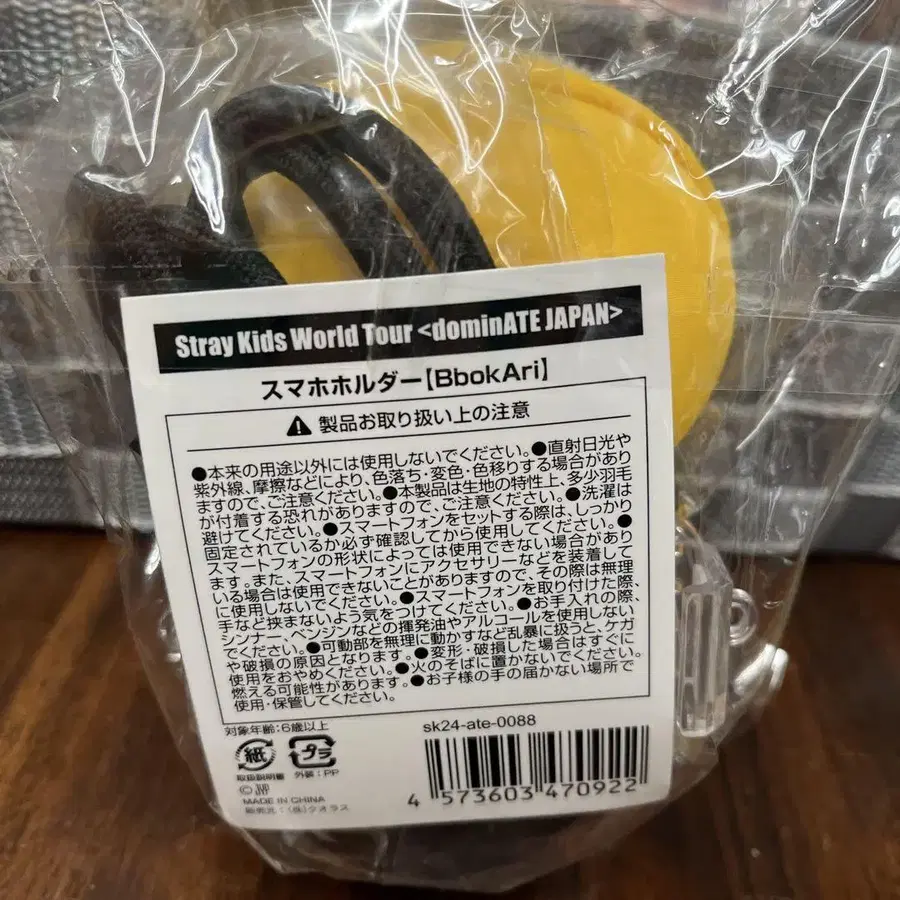 Stray Kids World Tour <dominATE JAPAN>
スマホホルダー【BbokAri】
製品お取り扱い上の注意
●本来の用途以外には使用しないでください。●直射日光や
紫外線、摩擦などにより、色落ち・変色・色移りする場合があり
ますので、ご注意ください。●本製品は生地の特性上、多少羽毛
が付着する恐れがありますので、ご注意ください。●洗濯は
避けてください。●スマートフォンをセットする際は、しっかり
固定されているか必ず確認してから使用してください。●
スマートフォンの形状によっては使用できない場合があり
ます。また、スマートフォンにアクセサリーなどを装着して
いる場合は使用できないことがありますので、その際は無理
に使用しないでください。●スマートフォンを取り付けた際、
手など挟まないよう気をつけてください。●お手入れの際、
シンナー、ベンジンなどの揮発油やアルコールを使用しない
でください。●可動部を無理に動かすなど乱暴に扱うと、ケガ
や破損の原因となります。●変形・破損した場合はすぐに
使用をおやめください。●火のそばに置かないでください。
燃える可能性があります。●お子様の手の届かない場所で
使用・保管してください。
対象年齢:6歳以上
sk24-ate-0088
紙
プラ
取扱説明書 外装:PP
MADE IN CHINA
販売元:(株)タオラス
4 573603 470922